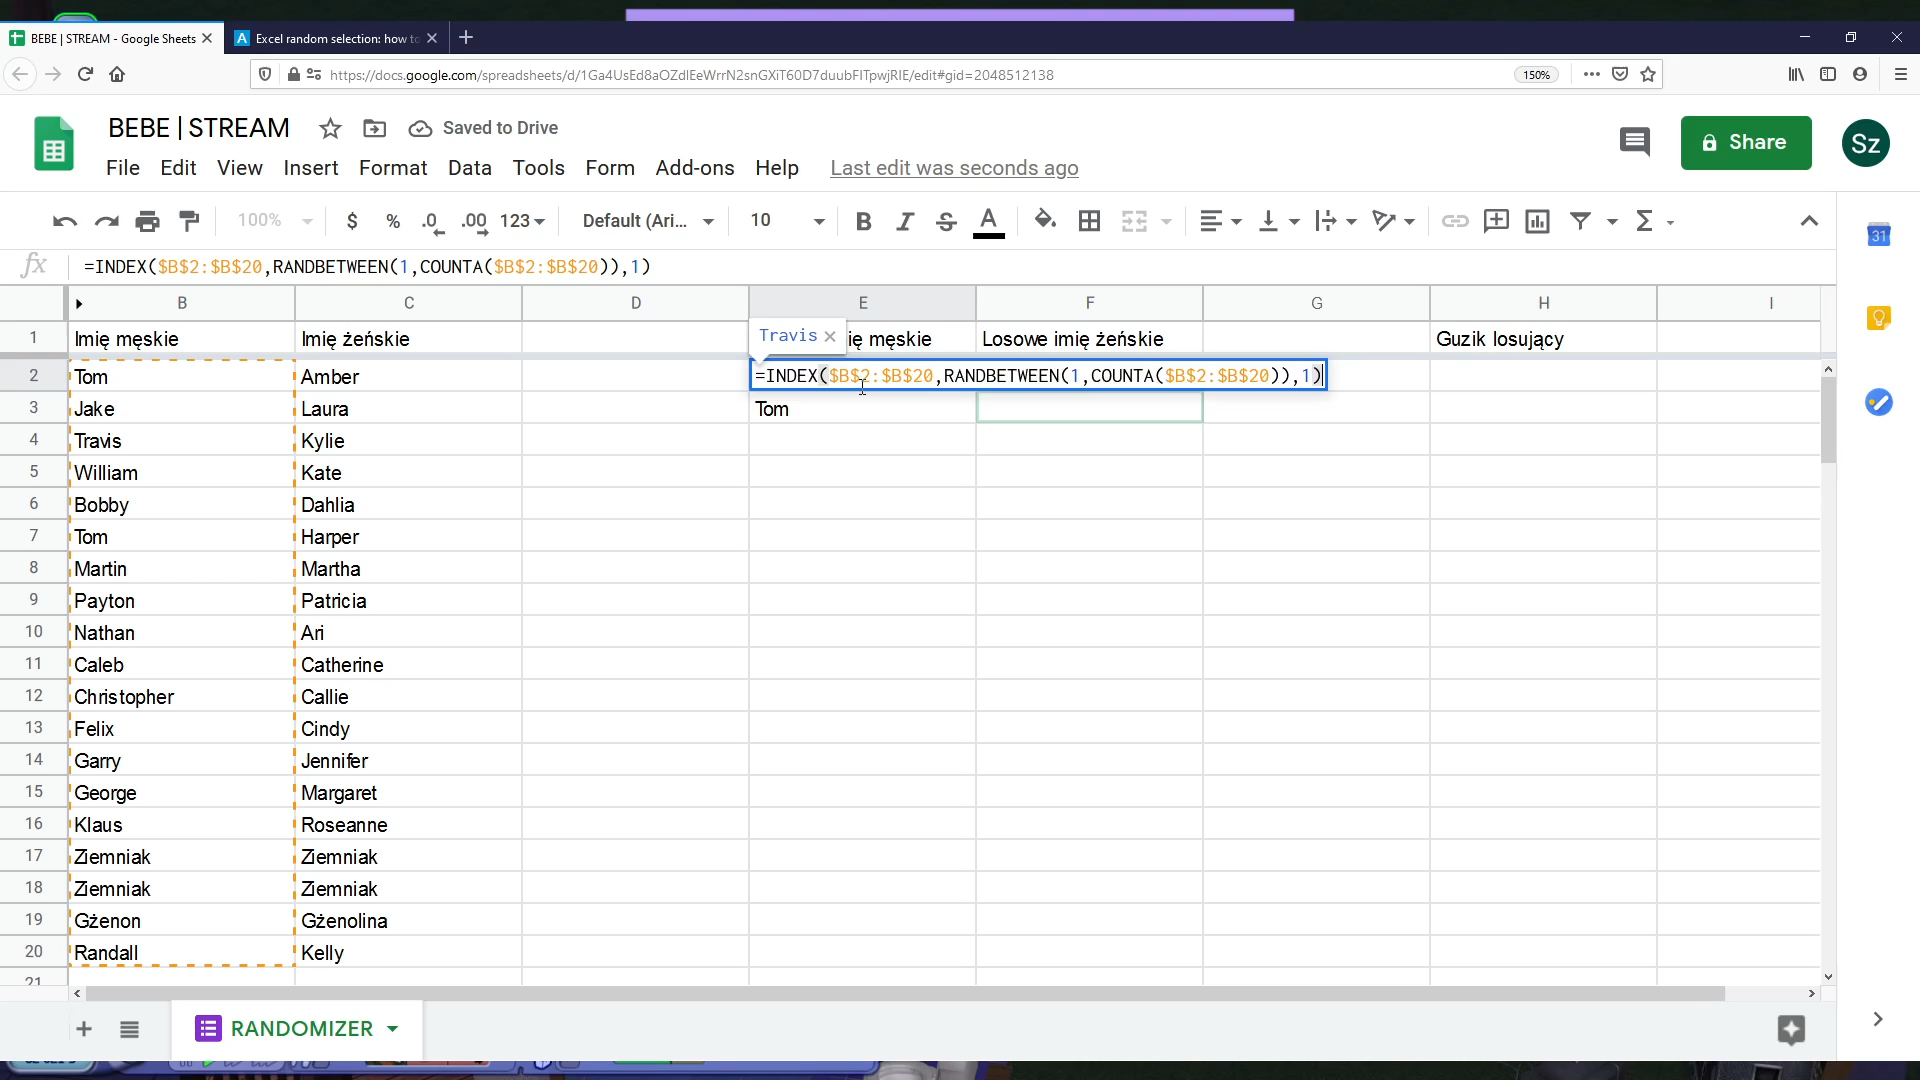 BEBE | STREAM - Google Sheets
Excel random selection: how to
https://docs.google.com/spreadsheets/d/1Ga4UsEd8aOZdlEeWrrN2snGXiT60D7duubFITpwjRIE/edit#gid=2048512138
150%
BEBE | STREAM
Saved to Drive
Share
Sz
File Edit View Insert Format Data Tools Form Add-ons Help Last edit was seconds ago
100% $ % .0 .00 123 Default (Ari... 10 B I S A Σ
31
fx =INDEX($B$2:$B$20,RANDBETWEEN(1,COUNTA($B$2:$B$20)),1)
B C D E F G H I
Travis
1 Imię męskie Imię żeńskie ię męskie Losowe imię żeńskie Guzik losujący
2 Tom Amber =INDEX($B$2:$B$20,RANDBETWEEN(1,COUNTA($B$2:$B$20)),1)
3 Jake Laura Tom
4 Travis Kylie
5 William Kate
6 Bobby Dahlia
7 Tom Harper
8 Martin Martha
9 Payton Patricia
10 Nathan Ari
11 Caleb Catherine
12 Christopher Callie
13 Felix Cindy
14 Garry Jennifer
15 George Margaret
16 Klaus Roseanne
17 Ziemniak Ziemniak
18 Ziemniak Ziemniak
19 Gżenon Gżenolina
20 Randall Kelly
21
RANDOMIZER